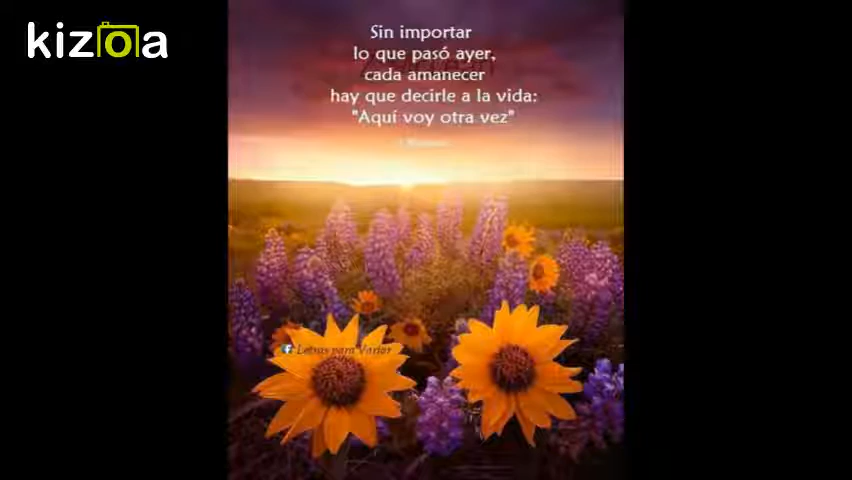 kizoa
Sin importar
lo que pasó ayer,
cada amanecer
hay que decirle a la vida:
"Aquí voy otra vez"
Letras para Variar